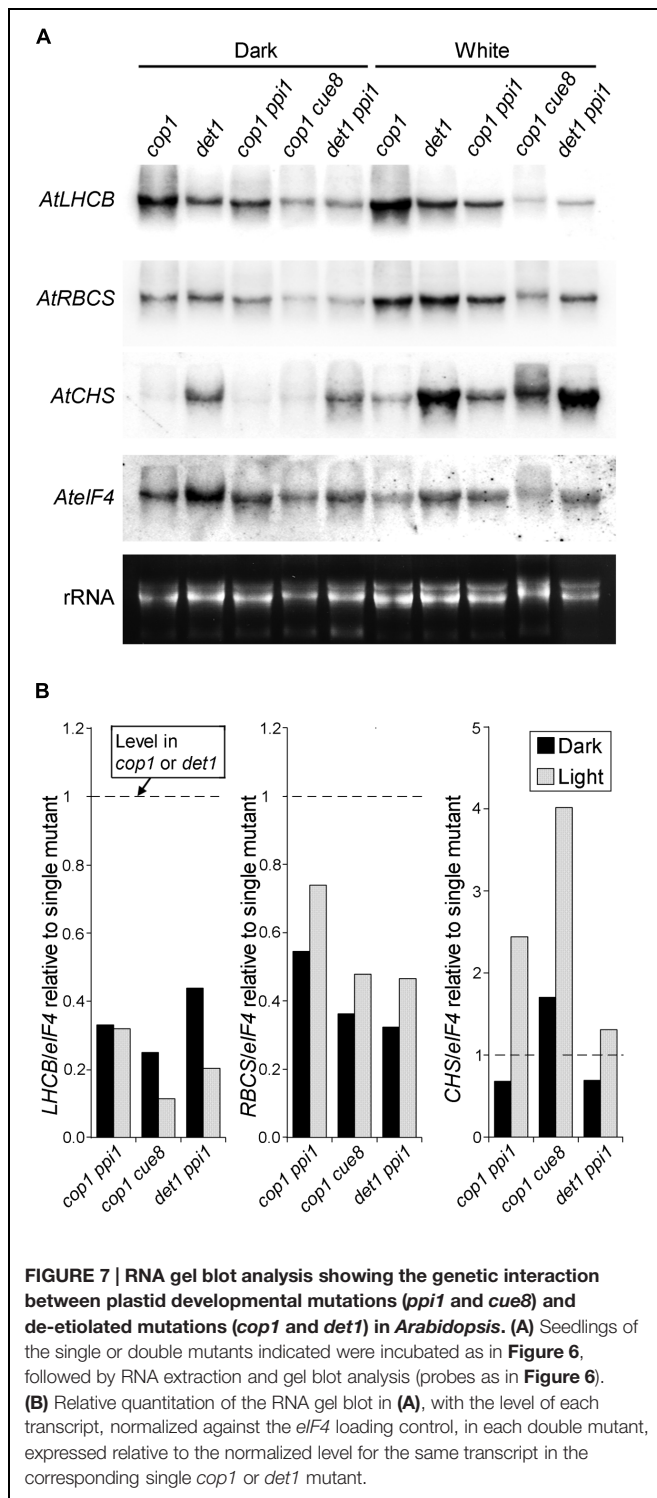 A
Dark White
cop1 det1 cop1 ppi1 cop1 cue8 det1 ppi1 cop1 det1 cop1 ppi1 cop1 cue8 det1 ppi1
AtLHCB
AtRBCS
AtCHS
AteIF4
rRNA
B
LHCB/eIF4 relative to single mutant
1.2
1
0.8
0.6
0.4
0.2
0.0
Level in
cop1 or det1
cop1 ppi1 cop1 cue8 det1 ppi1
RBCS/eIF4 relative to single mutant
1.2
1
0.8
0.6
0.4
0.2
0.0
cop1 ppi1 cop1 cue8 det1 ppi1
CHS/eIF4 relative to single mutant
5
4
3
2
1
0
Dark
Light
cop1 ppi1 cop1 cue8 det1 ppi1
FIGURE 7 | RNA gel blot analysis showing the genetic interaction
between plastid developmental mutations (ppi1 and cue8) and
de-etiolated mutations (cop1 and det1) in Arabidopsis. (A) Seedlings of
the single or double mutants indicated were incubated as in Figure 6,
followed by RNA extraction and gel blot analysis (probes as in Figure 6).
(B) Relative quantitation of the RNA gel blot in (A), with the level of each
transcript, normalized against the eIF4 loading control, in each double mutant,
expressed relative to the normalized level for the same transcript in the
corresponding single cop1 or det1 mutant.